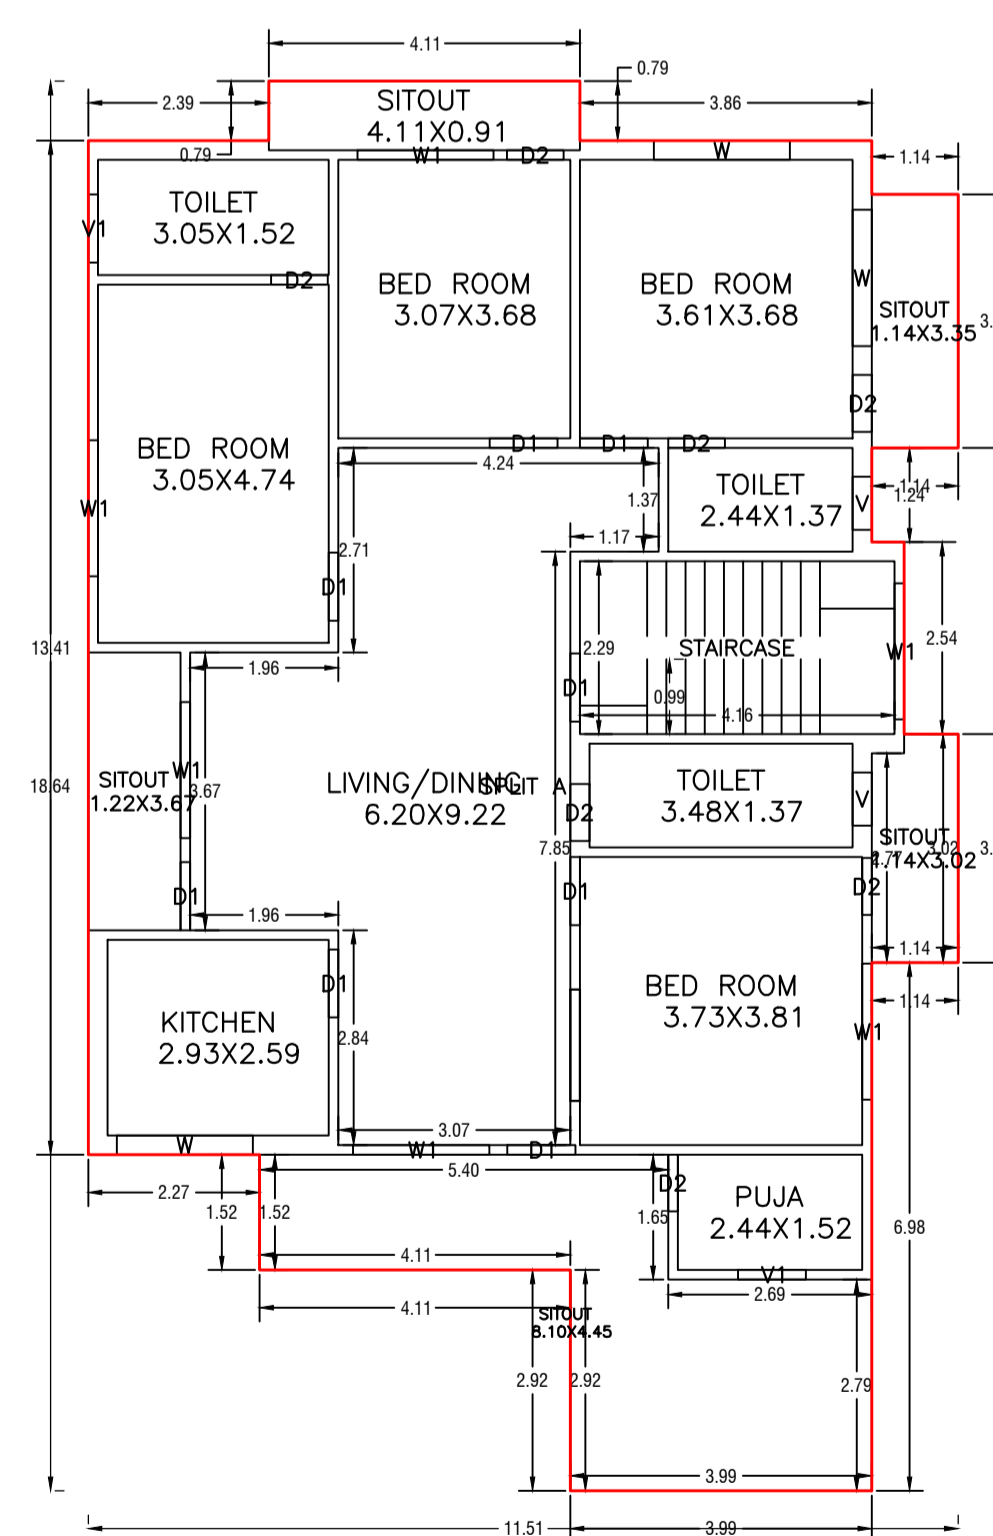 4.11
0.79
2.39
3.86
SITOUT
4.11X0.91
0.79
W1
D2
W
1.14
TOILET
3.05X1.52
V1
D2
BED ROOM
3.07X3.68
BED ROOM
3.61X3.68
W
SITOUT
1.14X3.35
3.
D2
D1
D1
D2
4.24
BED ROOM
3.05X4.74
W1
1.37
TOILET
2.44X1.37
V
1.14
1.24
1.17
2.71
D1
13.41
1.96
2.29
STAIRCASE
W1
2.54
D1
0.99
4.16
SITOUT
1.22X3.67
W1
3.67
18.64
LIVING/DINING
6.20X9.22
SPLIT A
D2
TOILET
3.48X1.37
V
SITOUT
1.14X3.02
2.77
3.02
3.
7.85
D1
D1
D2
1.96
1.14
D1
BED ROOM
3.73X3.81
1.14
W1
KITCHEN
2.93X2.59
2.84
3.07
W
W1
D1
5.40
2.27
1.52
1.52
D2
1.65
PUJA
2.44X1.52
6.98
4.11
V1
2.69
4.11
SITOUT
8.10X4.45
2.92
2.92
2.79
3.99
11.51
3.99